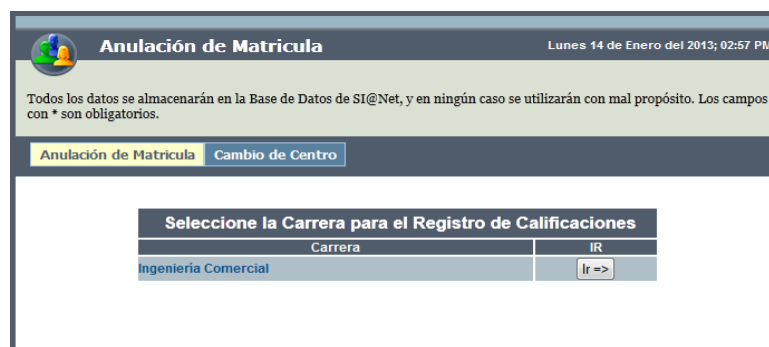 Anulación de Matricula
Lunes 14 de Enero del 2013; 02:57 PM
Todos los datos se almacenarán en la Base de Datos de SI@Net, y en ningún caso se utilizarán con mal propósito. Los campos
con * son obligatorios.
Anulación de Matricula Cambio de Centro
Seleccione la Carrera para el Registro de Calificaciones
Carrera IR
Ingeniería Comercial Ir =>